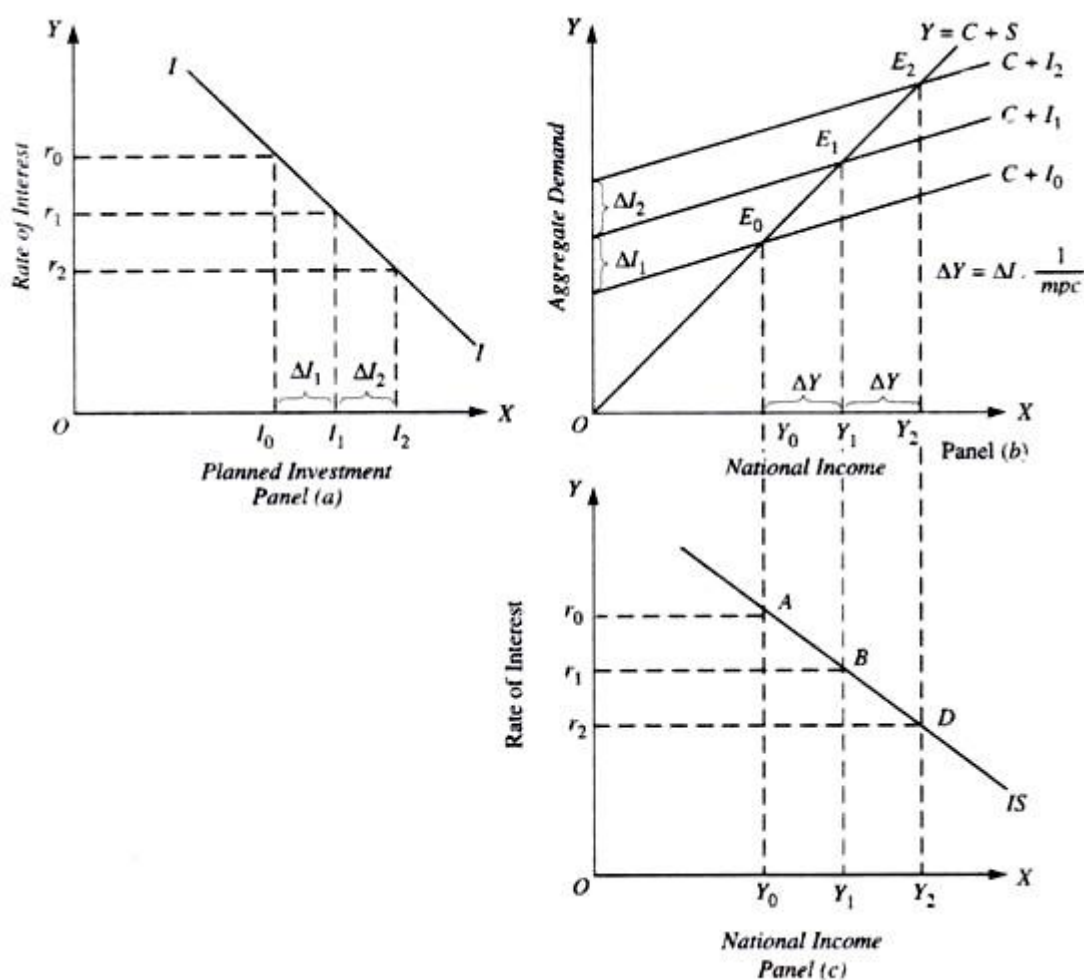 Y
I
Rate of Interest
r₀
r₁
r₂
ΔI₁
ΔI₂
I
O
I₀
I₁
I₂
X
Planned Investment
Panel (a)
Y
Y = C + S
E₂
C + I₂
E₁
C + I₁
E₀
C + I₀
Aggregate Demand
ΔI₂
ΔI₁
ΔY = ΔI . 1/mpc
ΔY
ΔY
O
Y₀
Y₁
Y₂
X
National Income
Panel (b)
Y
Rate of Interest
r₀
A
r₁
B
r₂
D
IS
O
Y₀
Y₁
Y₂
X
National Income
Panel (c)